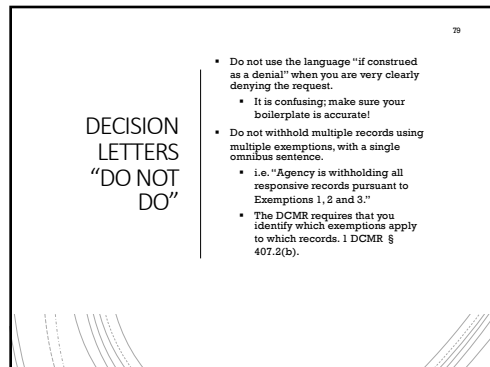 79
DECISION
LETTERS
“DO NOT
DO”
▪ Do not use the language “if construed
as a denial” when you are very clearly
denying the request.
▪ It is confusing; make sure your
boilerplate is accurate!
▪ Do not withhold multiple records using
multiple exemptions, with a single
omnibus sentence.
▪ i.e. “Agency is withholding all
responsive records pursuant to
Exemptions 1, 2 and 3.”
▪ The DCMR requires that you
identify which exemptions apply
to which records. 1 DCMR §
407.2(b).